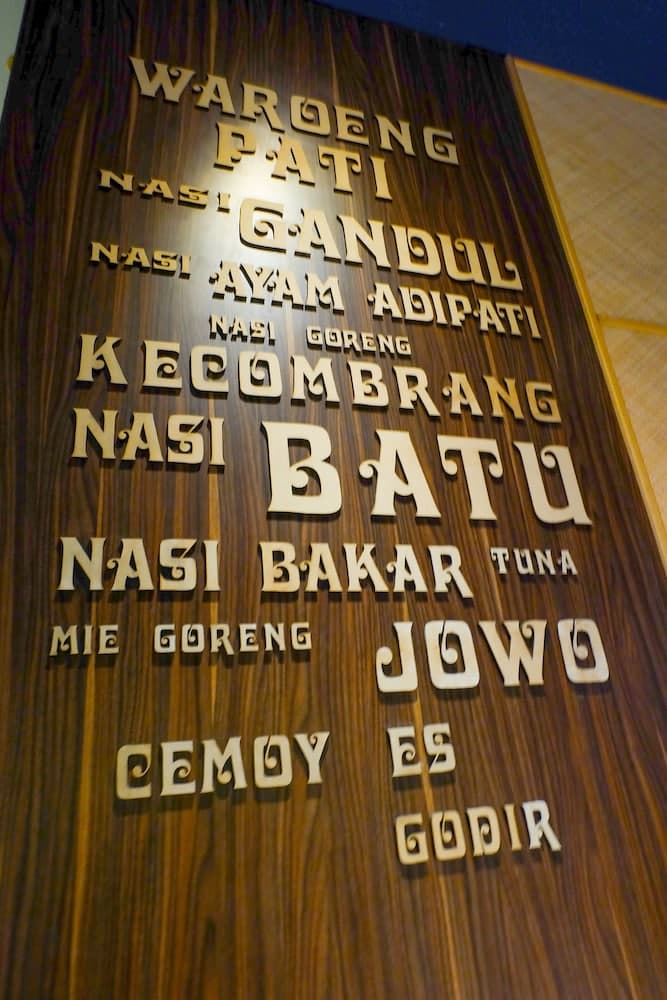 WAROENG
PATI
NASI GANDUL
NASI AYAM ADIPATI
NASI GORENG
KECOMBRANG
NASI BATU
NASI BAKAR TUNA
MIE GORENG JOWO
CEMOY ES
GODIR